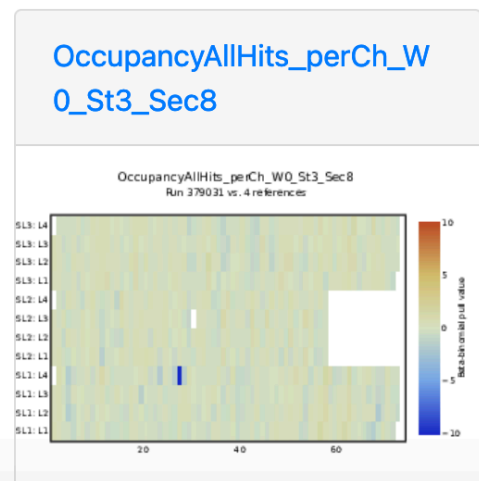 OccupancyAllHits_perCh_W
0_St3_Sec8
OccupancyAllHits_perCh_W0_St3_Sec8
Run 379031 vs. 4 references
SL3: L4
SL3: L3
SL3: L2
SL3: L1
SL2: L4
SL2: L3
SL2: L2
SL2: L1
SL1: L4
SL1: L3
SL1: L2
SL1: L1
20
40
60
10
5
0
−5
−10
Beta-binomial pull value